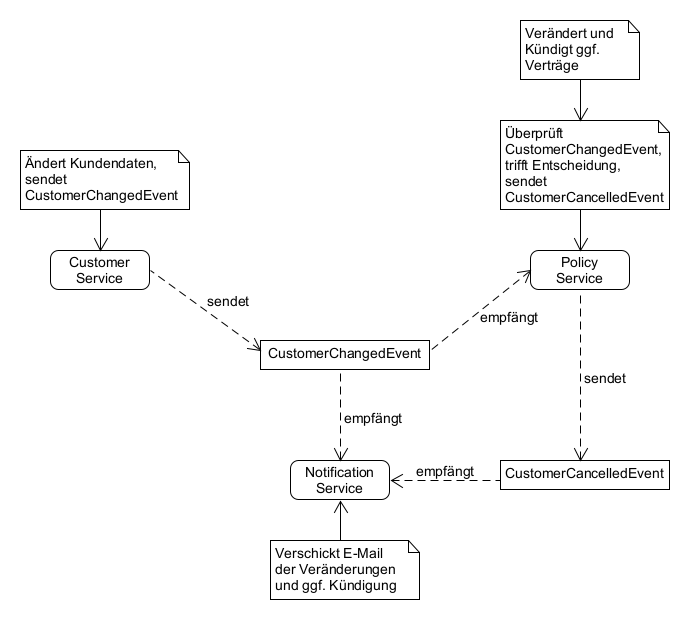 Verändert und
Kündigt ggf.
Verträge
Überprüft
CustomerChangedEvent,
trifft Entscheidung,
sendet
CustomerCancelledEvent
Ändert Kundendaten,
sendet
CustomerChangedEvent
Customer
Service
Policy
Service
sendet
empfängt
CustomerChangedEvent
sendet
empfängt
Notification
Service
empfängt
CustomerCancelledEvent
Verschickt E-Mail
der Veränderungen
und ggf. Kündigung